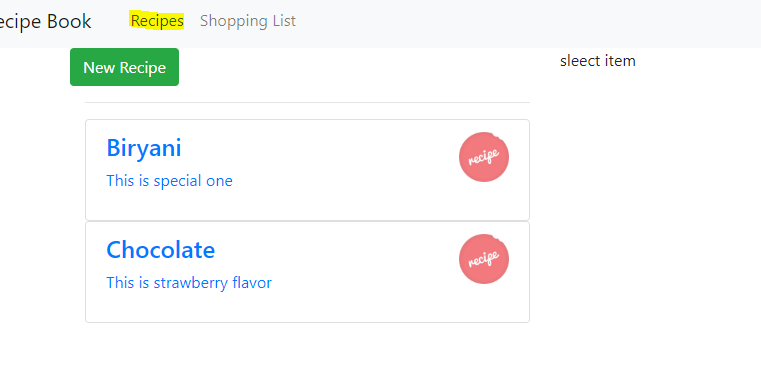 ecipe Book Recipes Shopping List
New Recipe
sleect item
Biryani
recipe
This is special one
Chocolate
recipe
This is strawberry flavor